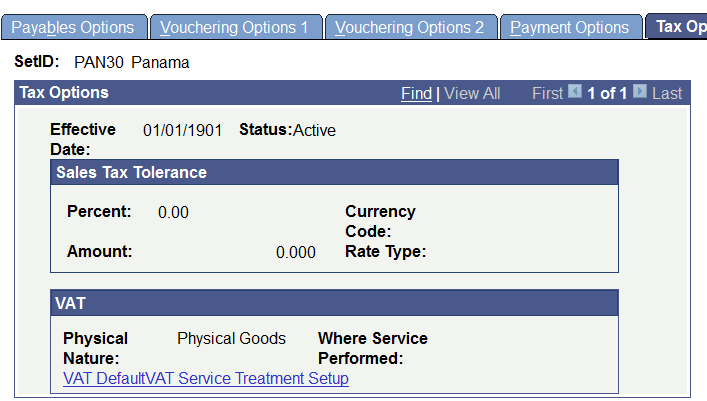 Payables Options Vouchering Options 1 Vouchering Options 2 Payment Options Tax Op
SetID: PAN30 Panama
Tax Options Find | View All First 1 of 1 Last
Effective Date: 01/01/1901 Status:Active
Sales Tax Tolerance
Percent: 0.00 Currency Code:
Amount: 0.000 Rate Type:
VAT
Physical Nature: Physical Goods Where Service Performed:
VAT DefaultVAT Service Treatment Setup